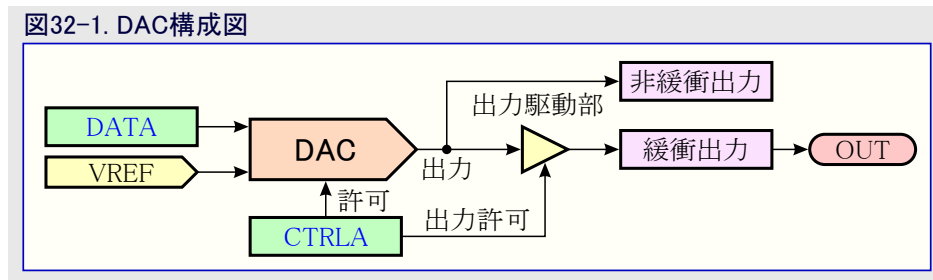 図32-1. DAC構成図
非緩衝出力
出力駆動部
DATA
DAC
緩衝出力
OUT
VREF
出力
許可
出力許可
CTRLA